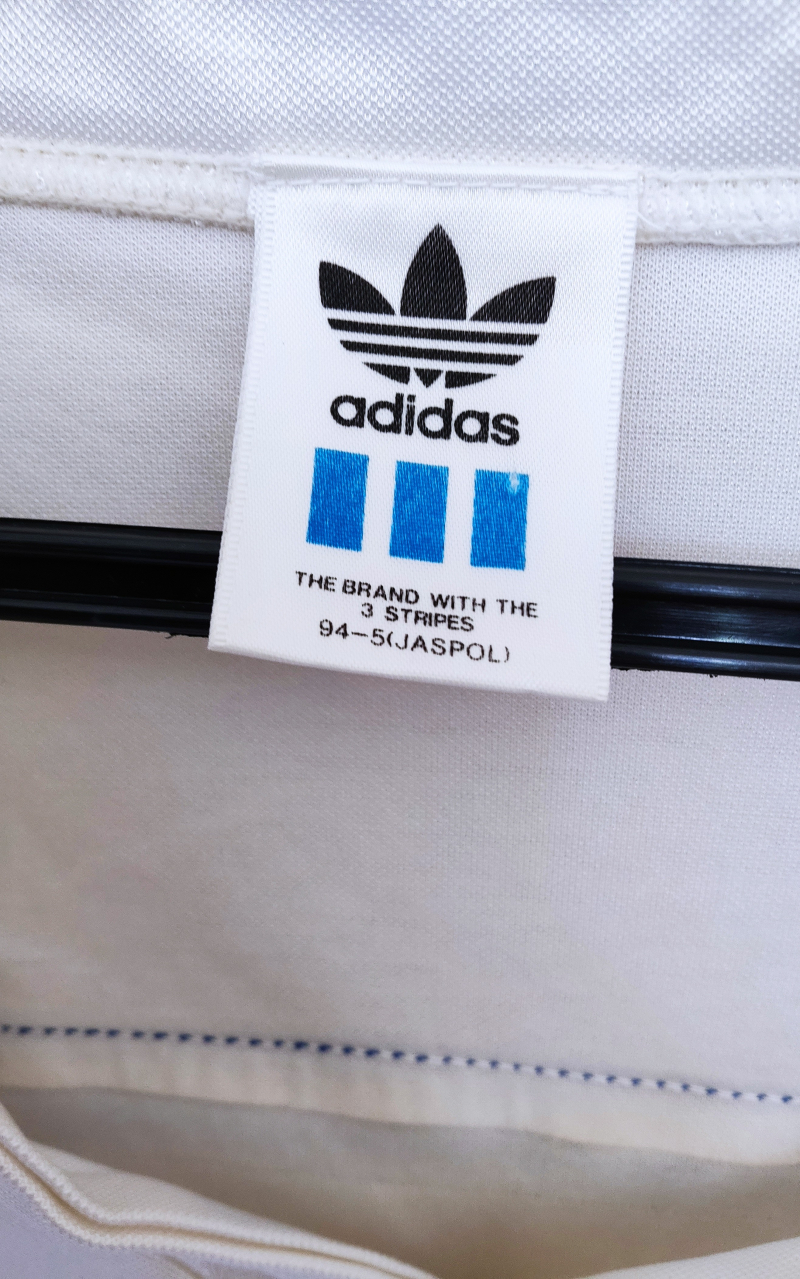 adidas
THE BRAND WITH THE
3 STRIPES
94-5(JASPOL)